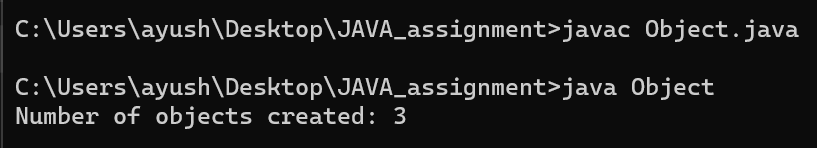 C:\Users\ayush\Desktop\JAVA_assignment>javac Object.java
C:\Users\ayush\Desktop\JAVA_assignment>java Object
Number of objects created: 3